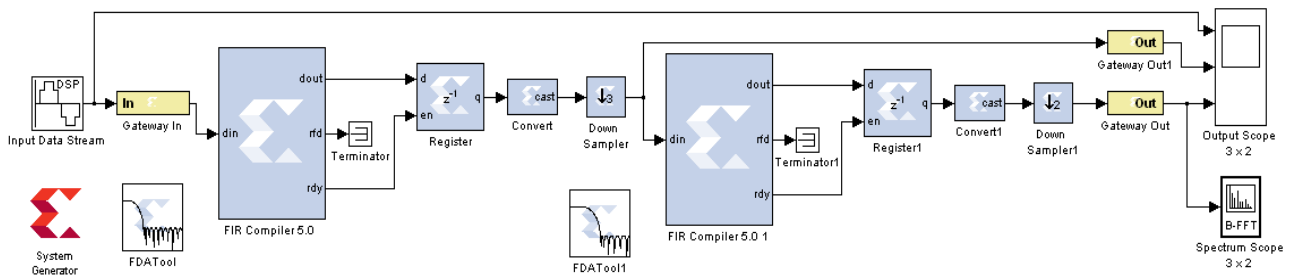 DSP
Input Data Stream
In
Gateway In
din
dout
rfd
rdy
FIR Compiler 5.0
Terminator
d
en
z⁻¹
q
Register
cast
Convert
↓3
Down
Sampler
din
dout
rfd
rdy
FIR Compiler 5.0 1
Terminator1
d
en
z⁻¹
q
Register1
cast
Convert1
↓2
Down
Sampler1
Out
Gateway Out1
Out
Gateway Out
Output Scope
3 x 2
System
Generator
FDATool
FDATool1
B-FFT
Spectrum Scope
3 x 2